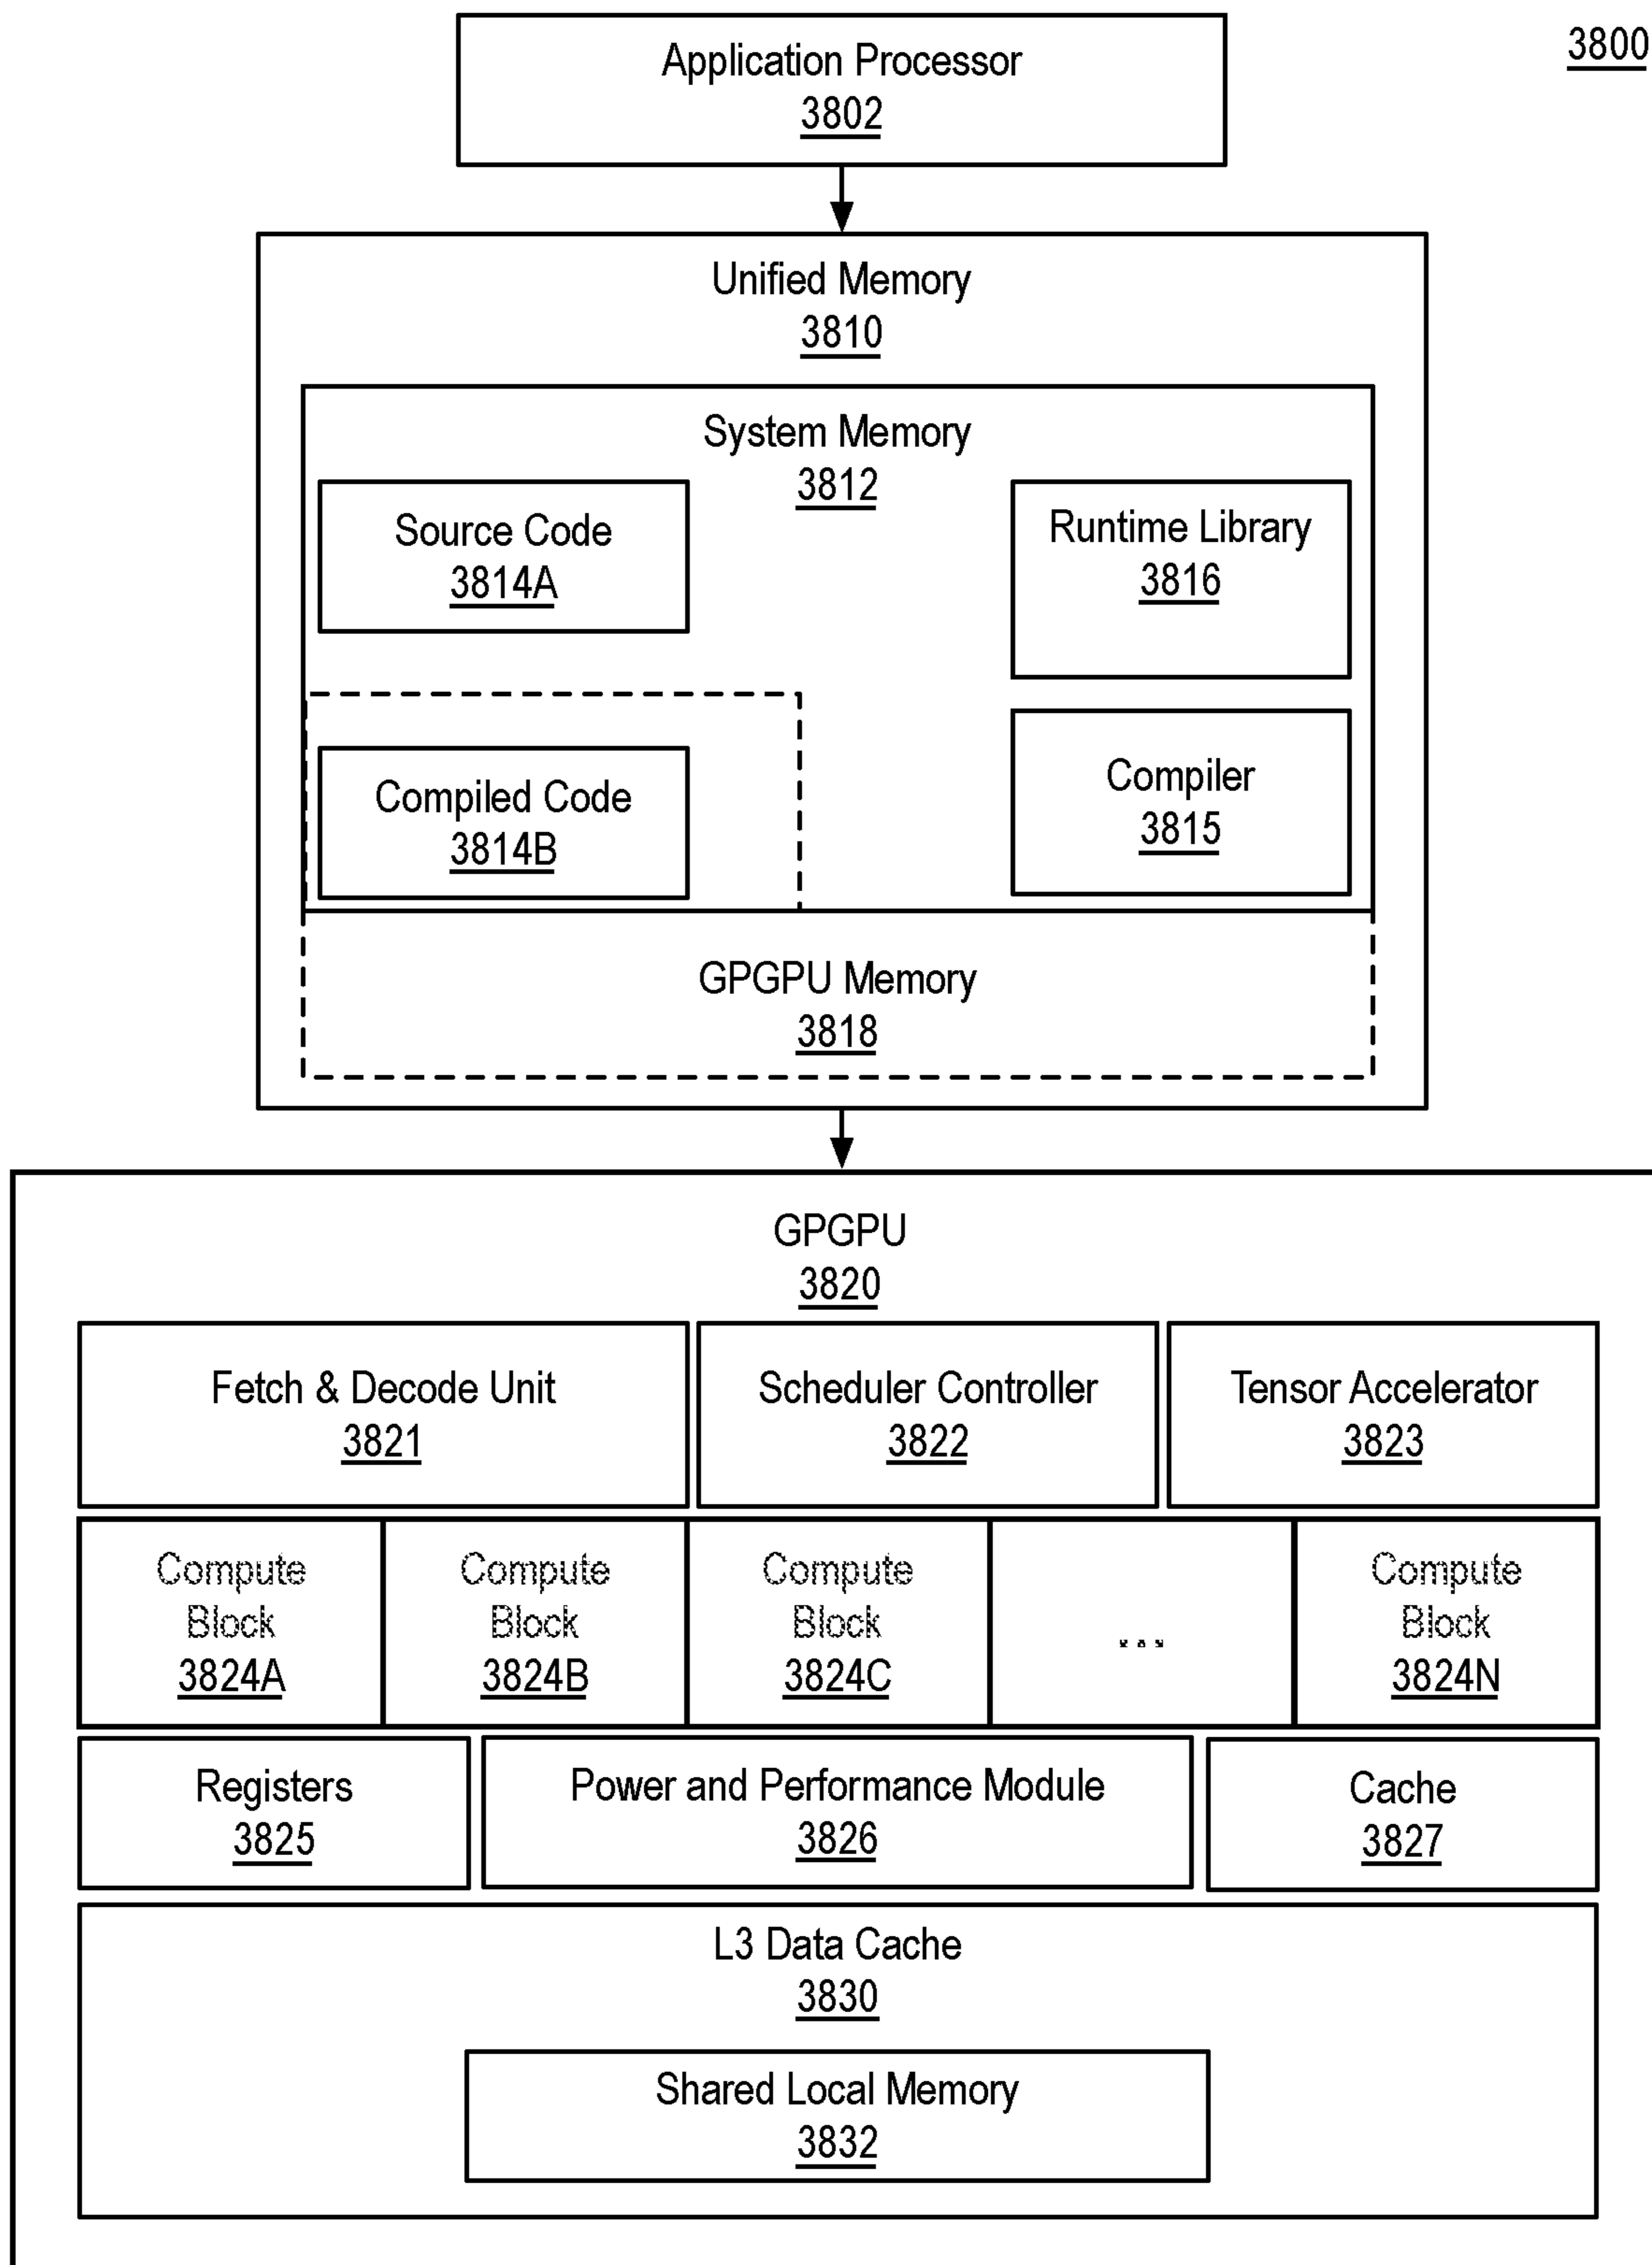 3800
Application Processor
3802
Unified Memory
3810
System Memory
3812
Source Code
3814A
Runtime Library
3816
Compiled Code
3814B
Compiler
3815
GPGPU Memory
3818
GPGPU
3820
Fetch & Decode Unit
3821
Scheduler Controller
3822
Tensor Accelerator
3823
Compute
Block
3824A
Compute
Block
3824B
Compute
Block
3824C
...
Compute
Block
3824N
Registers
3825
Power and Performance Module
3826
Cache
3827
L3 Data Cache
3830
Shared Local Memory
3832